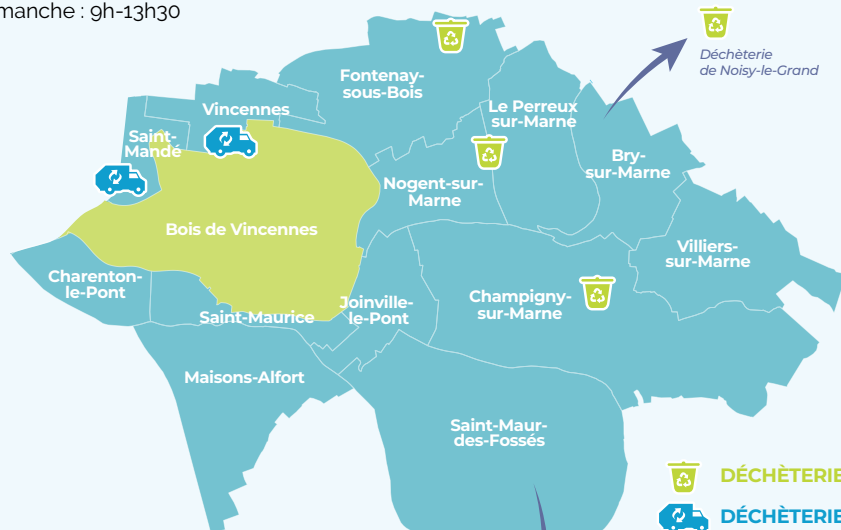 manche : 9h-13h30
Déchèterie
de Noisy-le-Grand
Fontenay-
sous-Bois
Vincennes
Le Perreux
sur-Marne
Saint-
Mandé
Bry-
sur-Marne
Nogent-sur-
Marne
Bois de Vincennes
Villiers-
sur-Marne
Charenton-
le-Pont
Saint-Maurice
Joinville-
le-Pont
Champigny-
sur-Marne
Maisons-Alfort
Saint-Maur-
des-Fossés
DÉCHÈTERIE
DÉCHÈTERIE